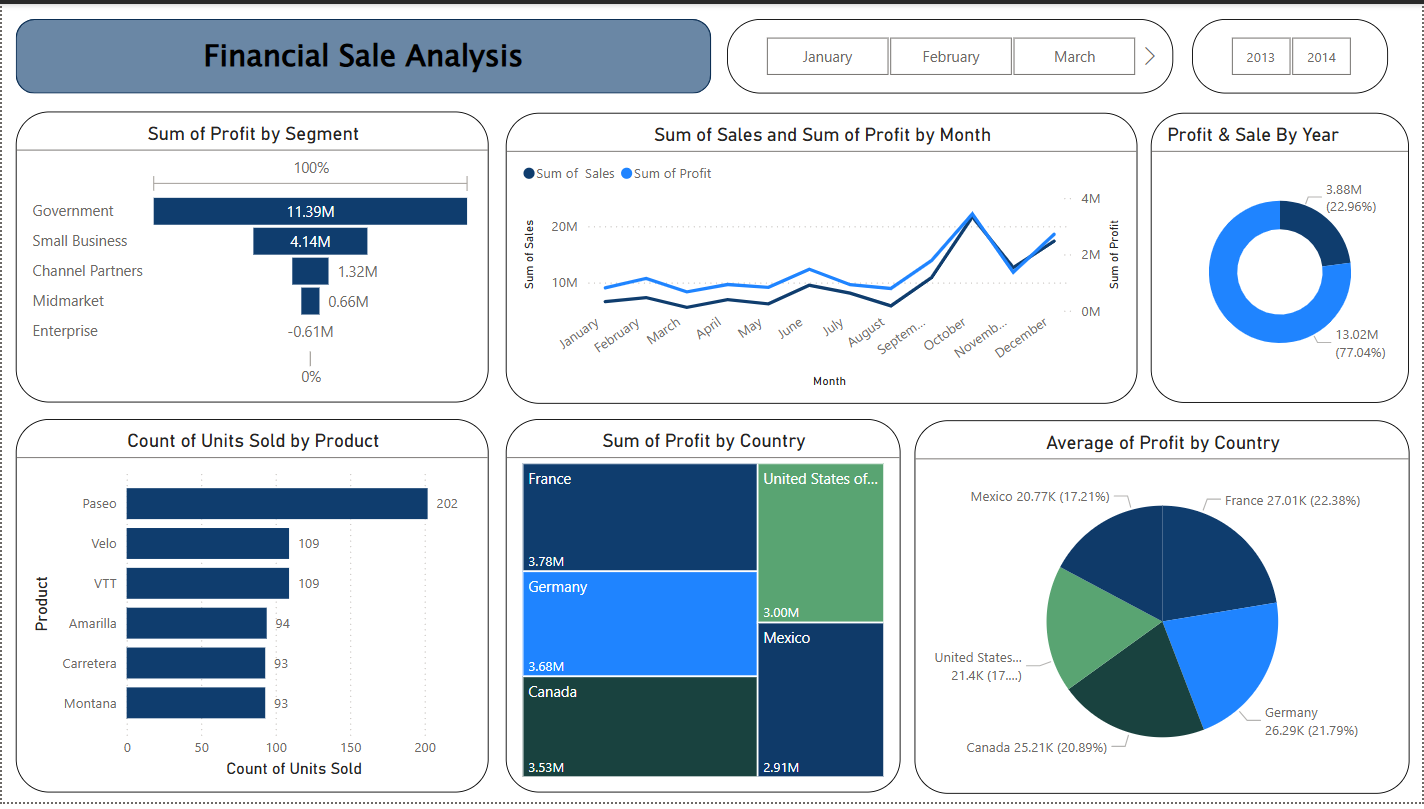 Financial Sale Analysis
January
February
March
2013
2014
Sum of Profit by Segment
100%
Government
11.39M
Small Business
4.14M
Channel Partners
1.32M
Midmarket
0.66M
Enterprise
-0.61M
0%
Sum of Sales and Sum of Profit by Month
Sum of Sales
Sum of Profit
Sum of Sales
20M
10M
4M
2M
0M
Sum of Profit
January
February
March
April
May
June
July
August
Septem...
October
Novemb...
December
Month
Profit & Sale By Year
3.88M
(22.96%)
13.02M
(77.04%)
Count of Units Sold by Product
Product
Paseo
202
Velo
109
VTT
109
Amarilla
94
Carretera
93
Montana
93
0
50
100
150
200
Count of Units Sold
Sum of Profit by Country
France
3.78M
Germany
3.68M
Canada
3.53M
United States of...
3.00M
Mexico
2.91M
Average of Profit by Country
Mexico 20.77K (17.21%)
France 27.01K (22.38%)
United States...
21.4K (17....)
Germany
26.29K (21.79%)
Canada 25.21K (20.89%)